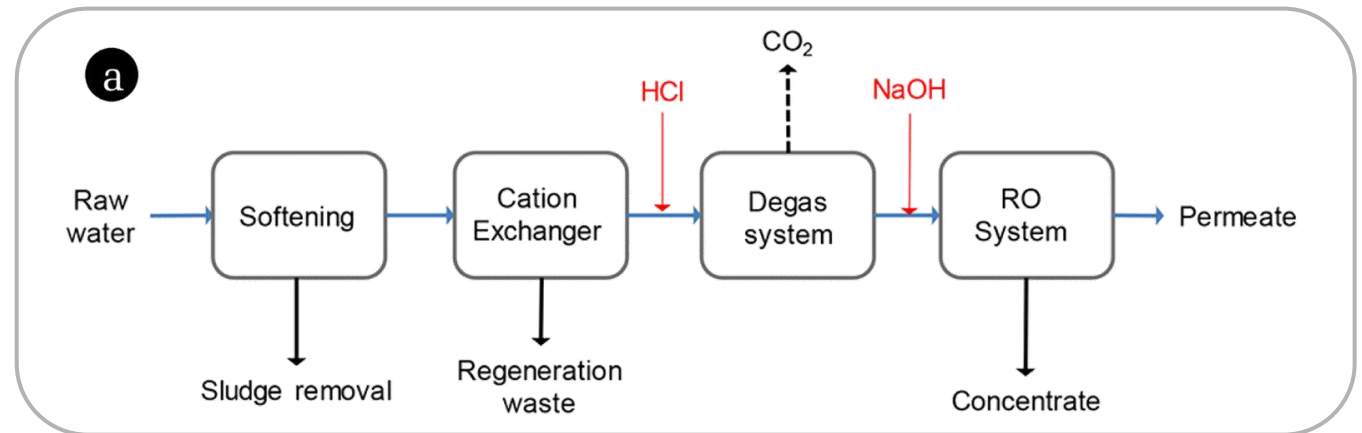 a
CO₂
HCl
NaOH
Raw
water
Softening
Cation
Exchanger
Degas
system
RO
System
Permeate
Sludge removal
Regeneration
waste
Concentrate